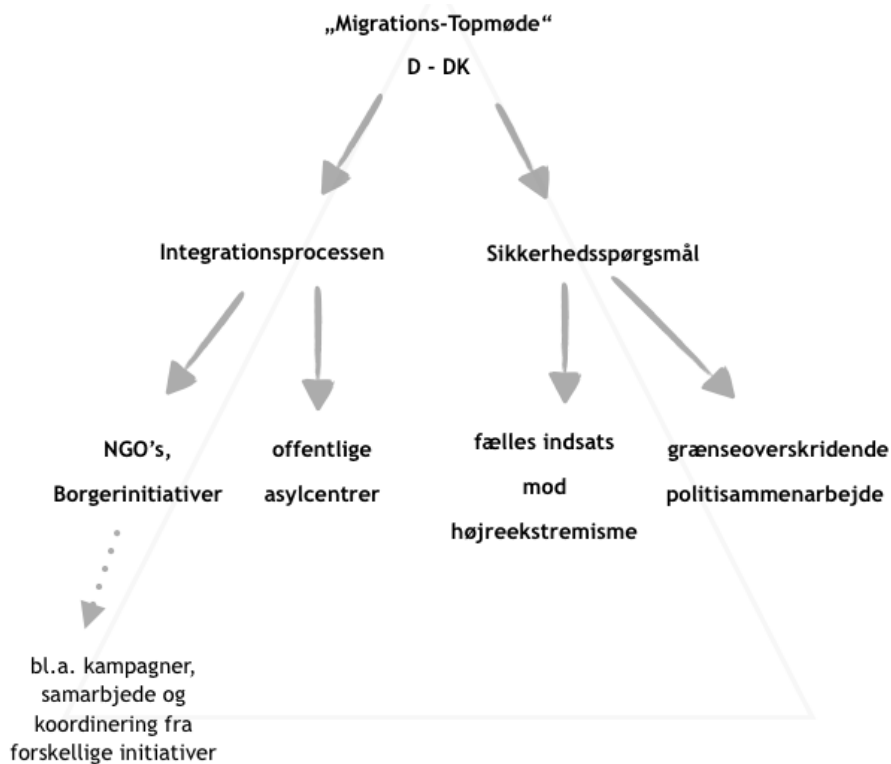 „Migrations-Topmøde“
D - DK
Integrationsprocessen
Sikkerhedsspørgsmål
NGO’s,
Borgerinitiativer
offentlige
asylcentrer
fælles indsats
mod
højreekstremisme
grænseoverskridende
politisammenarbejde
bl.a. kampagner,
samarbjede og
koordinering fra
forskellige initiativer